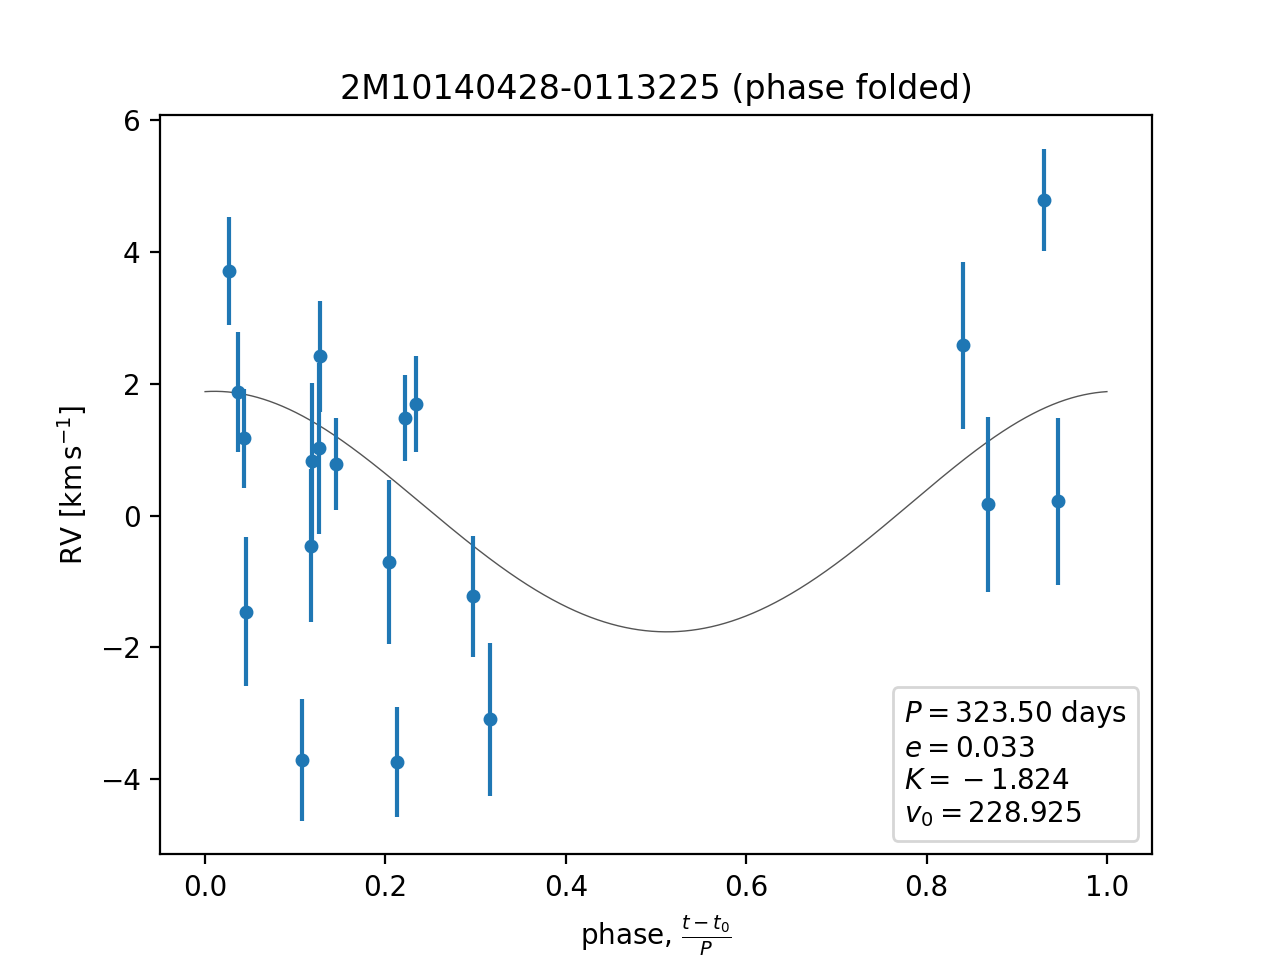 2M10140428-0113225 (phase folded)
6
4
2
0
−2
−4
RV [km s⁻¹]
P = 323.50 days
e = 0.033
K = −1.824
v₀ = 228.925
0.0 0.2 0.4 0.6 0.8 1.0
phase, (t − t₀)/P